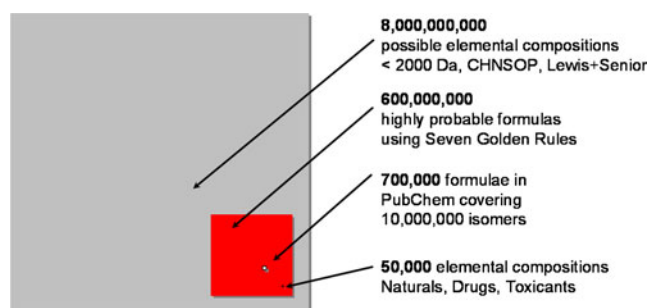 8,000,000,000
possible elemental compositions
< 2000 Da, CHNSOP, Lewis+Senior
600,000,000
highly probable formulas
using Seven Golden Rules
700,000 formulae in
PubChem covering
10,000,000 isomers
50,000 elemental compositions
Naturals, Drugs, Toxicants